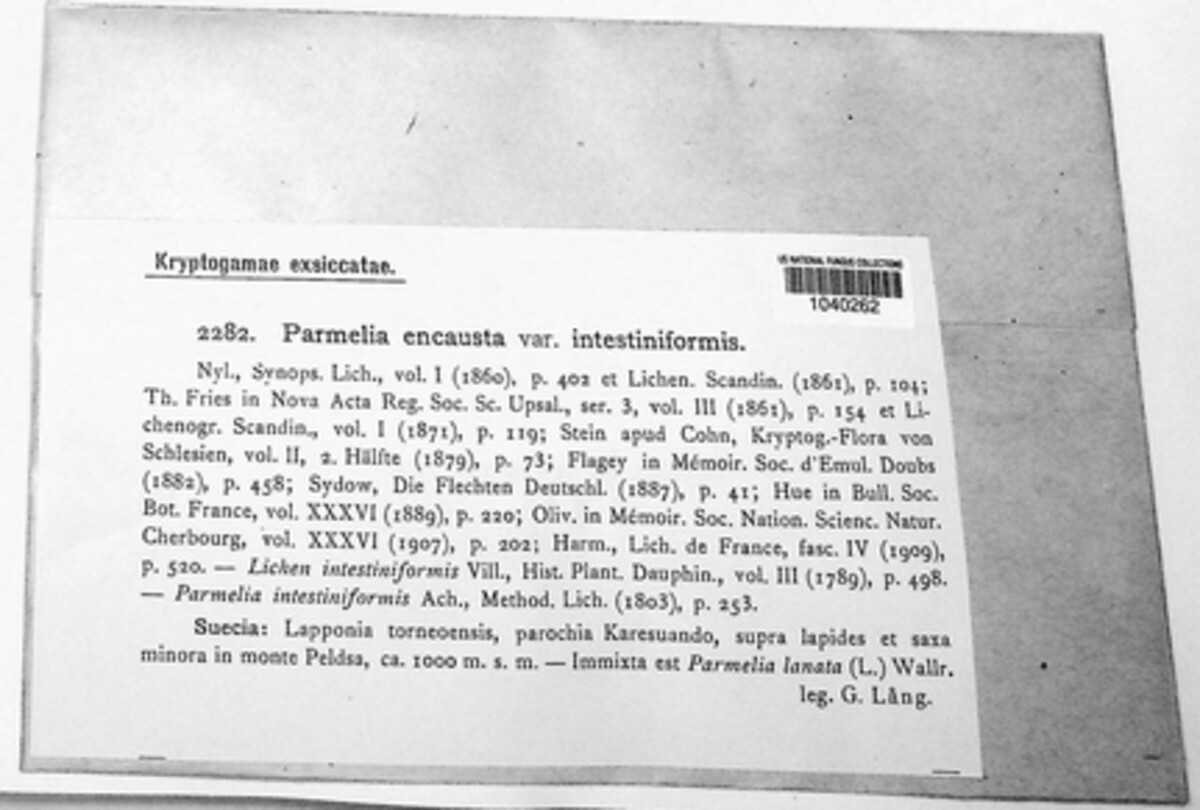 Kryptogamae exsiccatae.
US NATIONAL FUNGUS COLLECTIONS
1040262
2282. Parmelia encausta var. intestiniformis.
Nyl., Synops. Lich., vol. I (1860), p. 402 et Lichen. Scandin. (1861), p. 104;
Th. Fries in Nova Acta Reg. Soc. Sc. Upsal., ser. 3, vol. III (1861), p. 154 et Li-
chenogr. Scandin., vol. I (1871), p. 119; Stein apud Cohn, Kryptog.-Flora von
Schlesien, vol. II, 2. Hälfte (1879), p. 73; Flagey in Mémoir. Soc. d'Emul. Doubs
(1882), p. 458; Sydow, Die Flechten Deutschl. (1887), p. 41; Hue in Bull. Soc.
Bot. France, vol. XXXVI (1889), p. 220; Oliv. in Mémoir. Soc. Nation. Scienc. Natur.
Cherbourg, vol. XXXVI (1907), p. 202; Harm., Lich. de France, fasc. IV (1909),
p. 520. — Lichen intestiniformis Vill., Hist. Plant. Dauphin., vol. III (1789), p. 498.
— Parmelia intestiniformis Ach., Method. Lich. (1803), p. 253.
Suecia: Lapponia torneoensis, parochia Karesuando, supra lapides et saxa
minora in monte Peldsa, ca. 1000 m. s. m. — Immixta est Parmelia lanata (L.) Wallr.
leg. G. Lång.